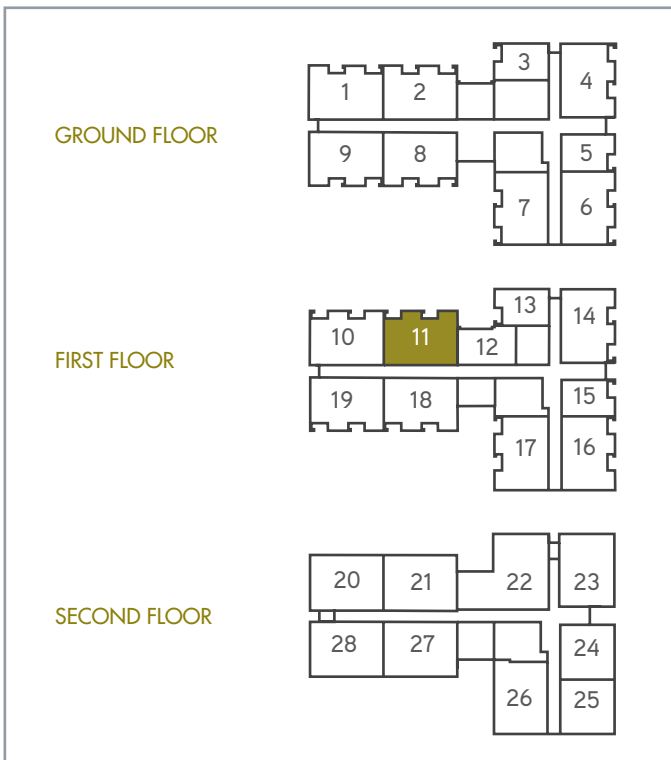 GROUND FLOOR
1 2 3 4
9 8 7 5
6
FIRST FLOOR
10 11 12 13 14
19 18 17 15
16
SECOND FLOOR
20 21 22 23
28 27 26 24
25